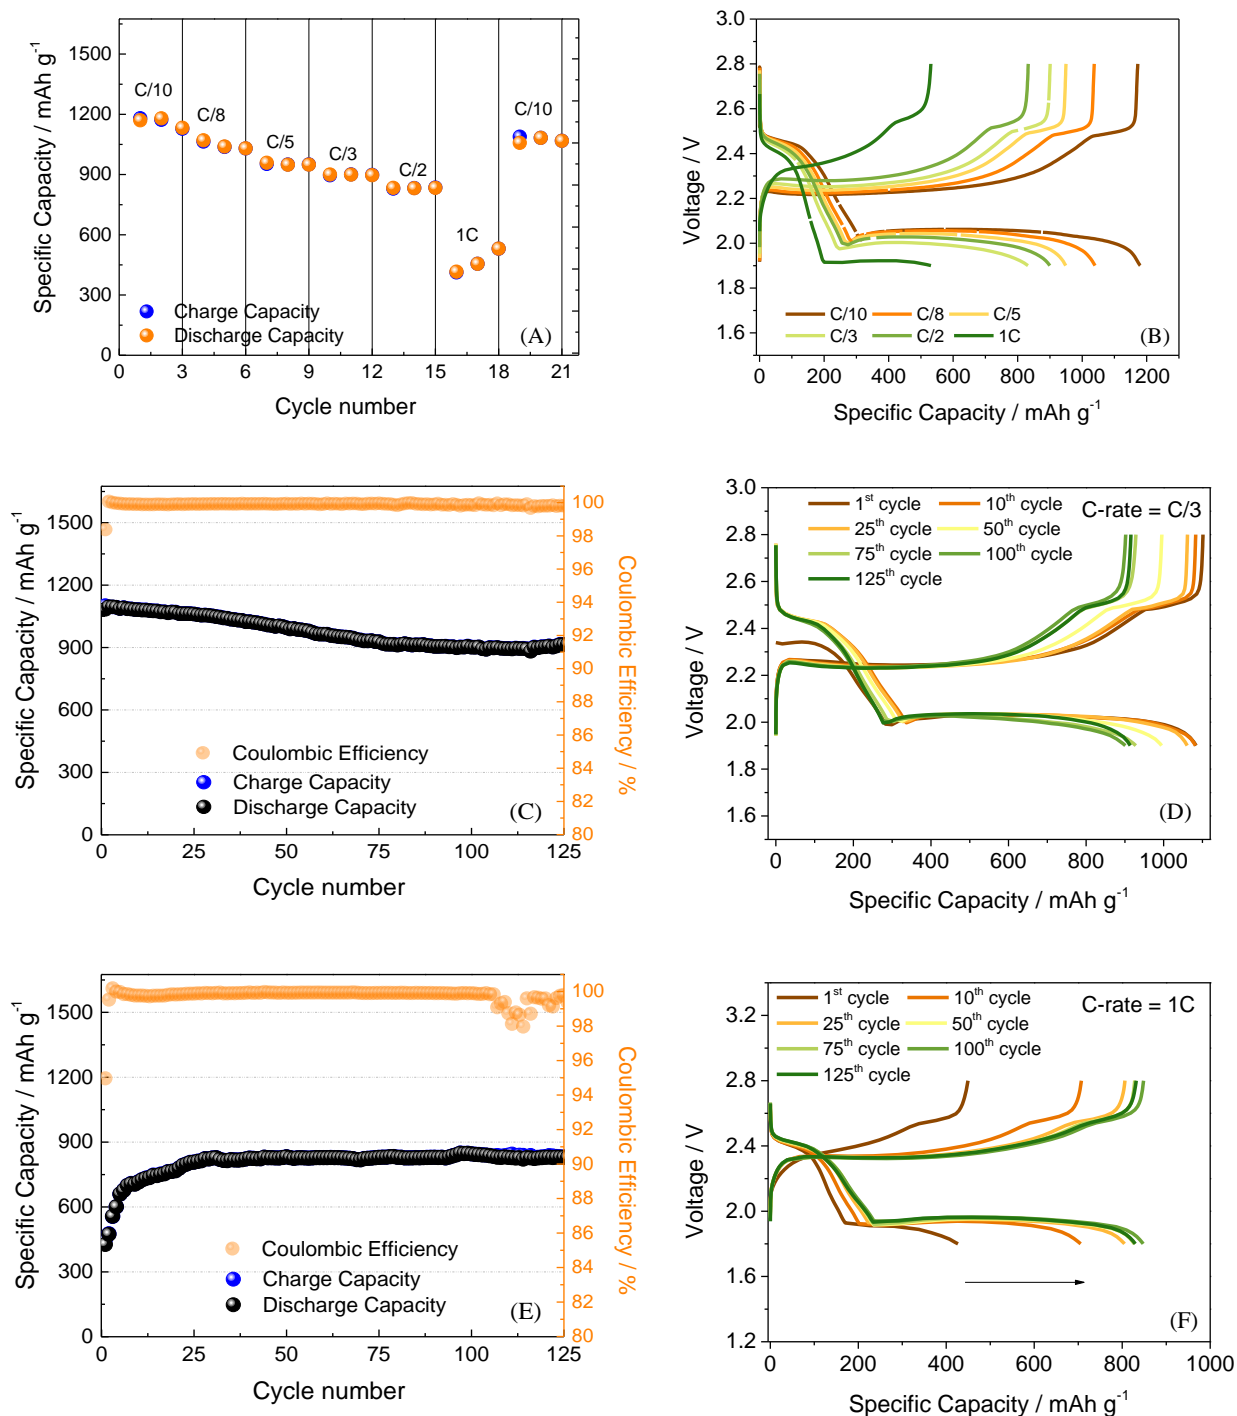 1500
1200
900
600
300
0
Specific Capacity / mAh g-1
C/10
C/8
C/5
C/3
C/2
1C
C/10
Charge Capacity
Discharge Capacity
(A)
0 3 6 9 12 15 18 21
Cycle number
3.0
2.8
2.6
2.4
2.2
2.0
1.8
1.6
Voltage / V
C/10 C/8 C/5
C/3 C/2 1C
(B)
0 200 400 600 800 1000 1200
Specific Capacity / mAh g-1
1500
1200
900
600
300
0
Specific Capacity / mAh g-1
Coulombic Efficiency
Charge Capacity
Discharge Capacity
(C)
100
98
96
94
92
90
88
86
84
82
80
Coulombic Efficiency / %
0 25 50 75 100 125
Cycle number
3.0
2.8
2.6
2.4
2.2
2.0
1.8
1.6
Voltage / V
1st cycle 10th cycle
25th cycle 50th cycle
75th cycle 100th cycle
125th cycle
C-rate = C/3
(D)
0 200 400 600 800 1000
Specific Capacity / mAh g-1
1500
1200
900
600
300
0
Specific Capacity / mAh g-1
Coulombic Efficiency
Charge Capacity
Discharge Capacity
(E)
100
98
96
94
92
90
88
86
84
82
80
Coulombic Efficiency / %
0 25 50 75 100 125
Cycle number
3.2
2.8
2.4
2.0
1.6
1.2
Voltage / V
1st cycle 10th cycle
25th cycle 50th cycle
75th cycle 100th cycle
125th cycle
C-rate = 1C
(F)
0 200 400 600 800 1000
Specific Capacity / mAh g-1